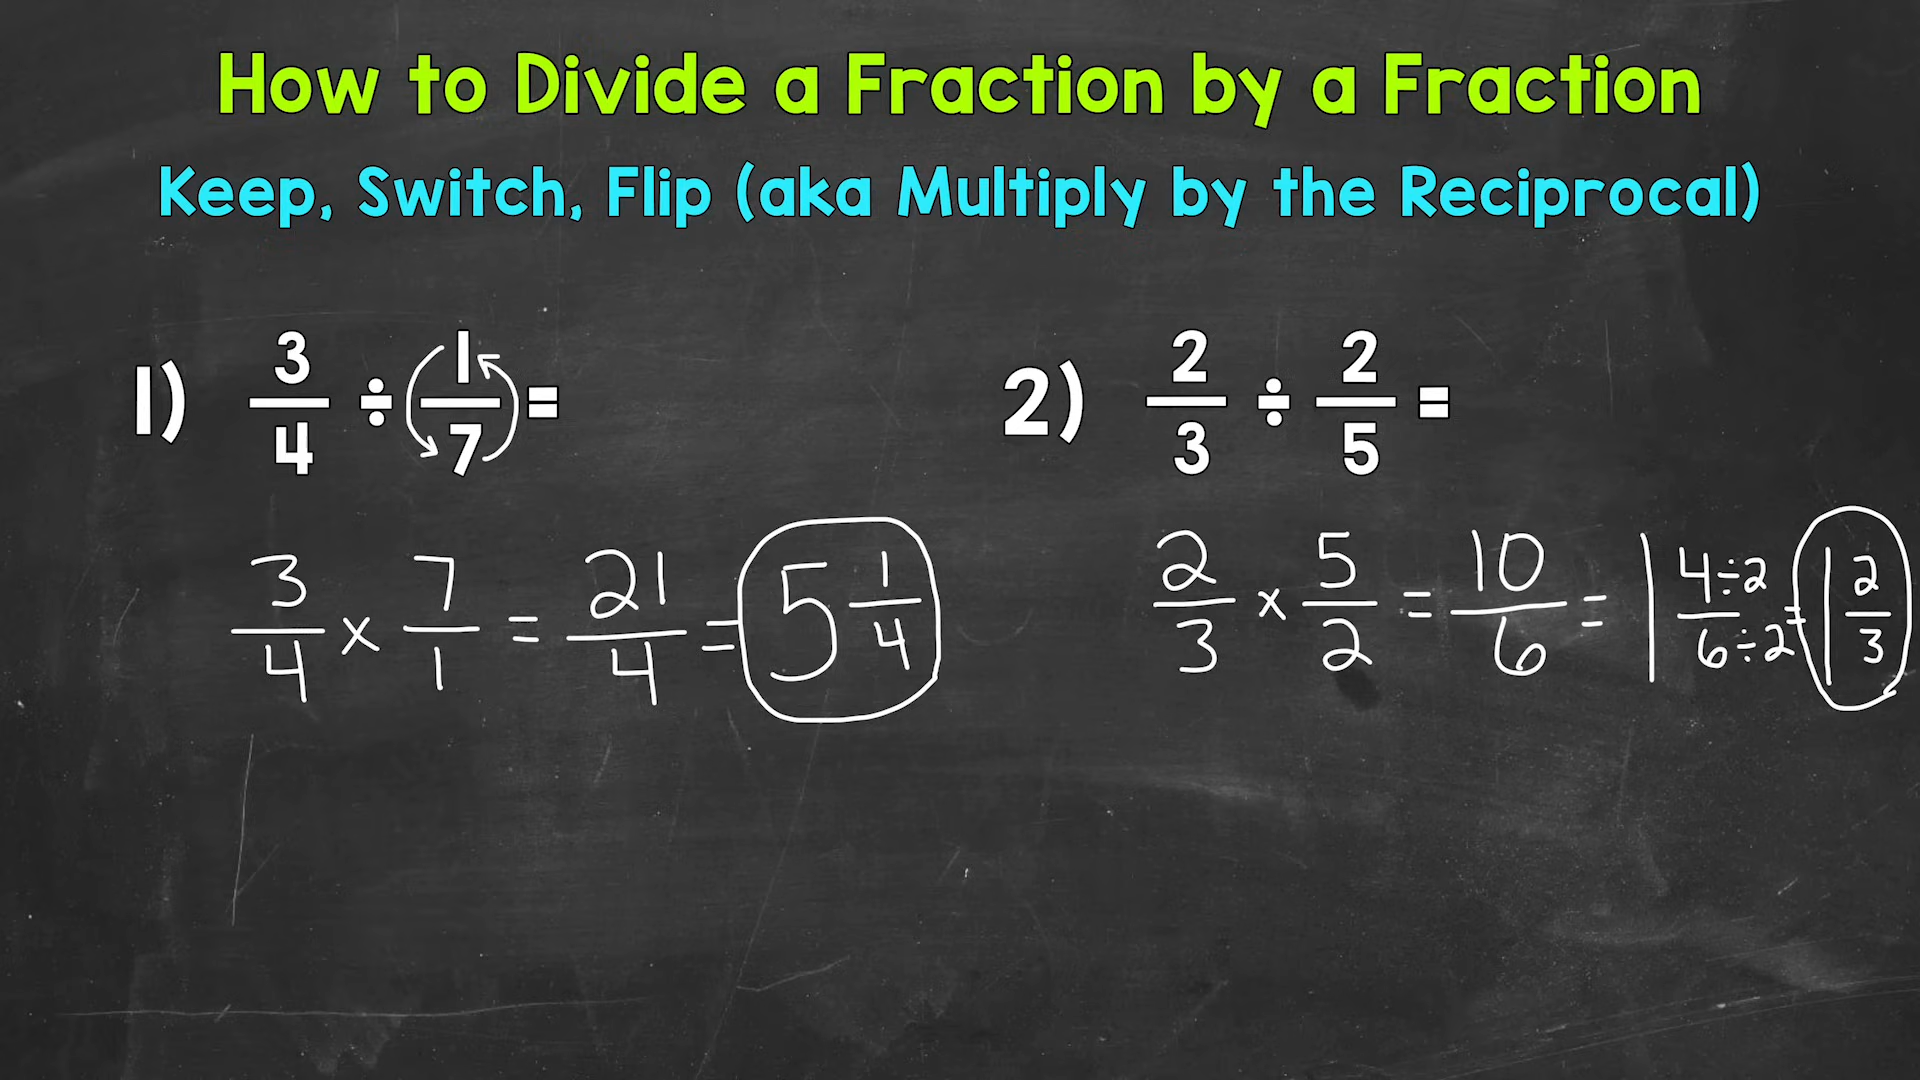 How to Divide a Fraction by a Fraction
Keep, Switch, Flip (aka Multiply by the Reciprocal)
1) 3/4 ÷ 1/7 =
3/4 x 7/1 = 21/4 = 5 1/4
2) 2/3 ÷ 2/5 =
2/3 x 5/2 = 10/6 = 1 4÷2/6÷2 = 1 2/3